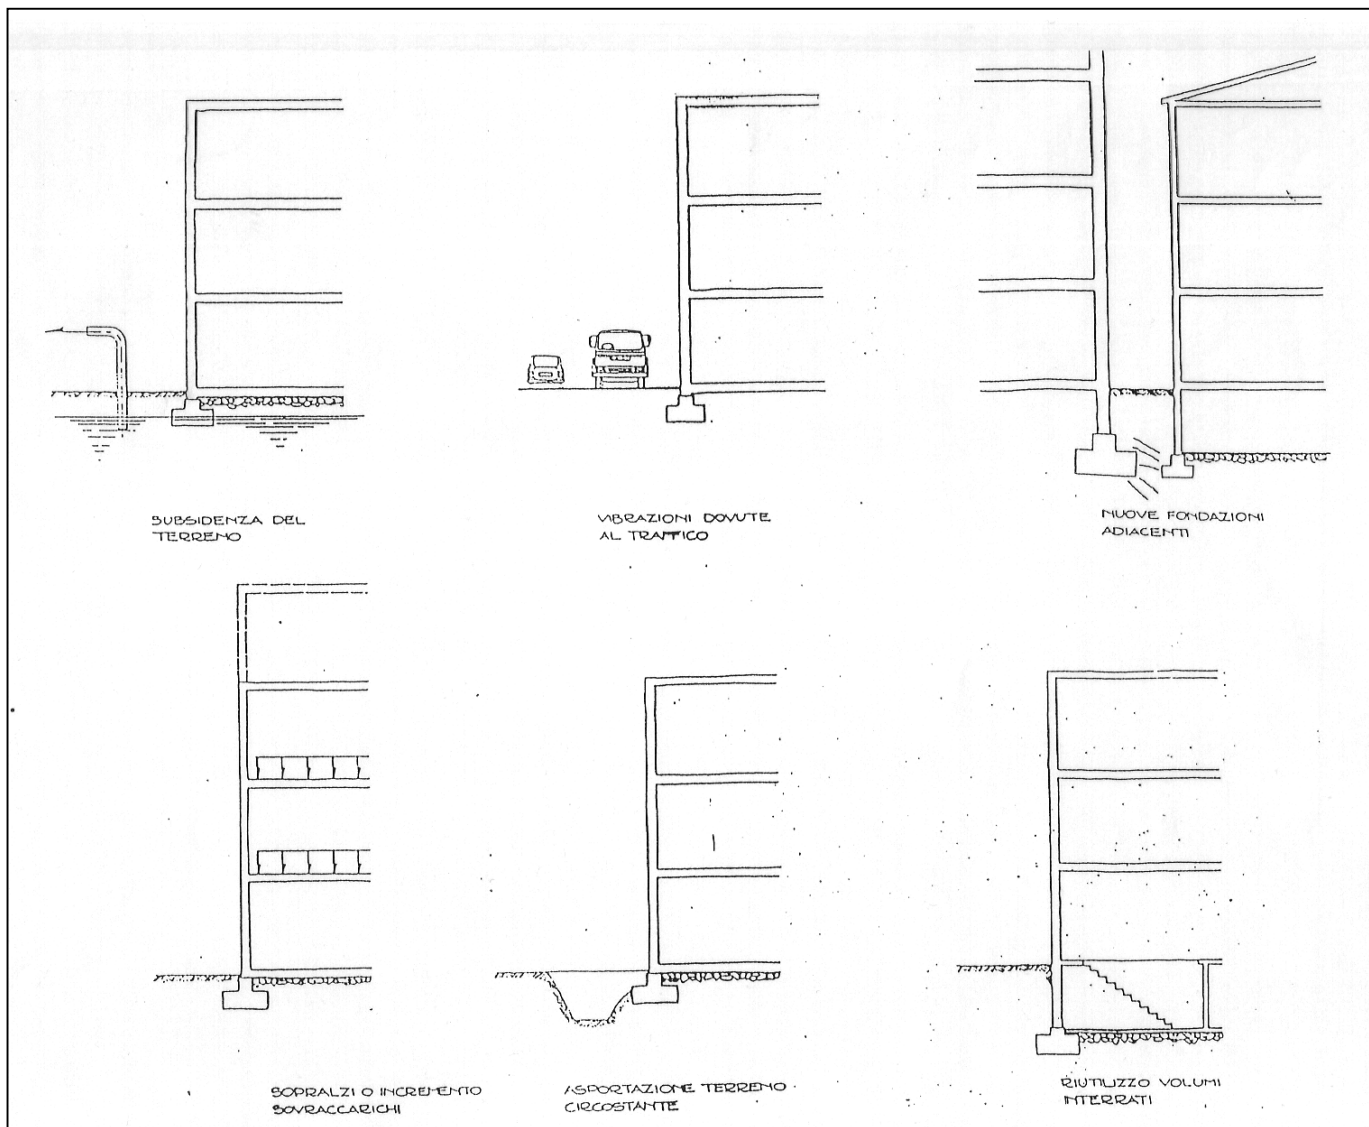 SUBSIDENZA DEL
TERRENO
VIBRAZIONI DOVUTE
AL TRAFFICO
NUOVE FONDAZIONI
ADIACENTI
SOPRALZI O INCREMENTO
SOVRACCARICHI
ASPORTAZIONE TERRENO
CIRCOSTANTE
RIUTILIZZO VOLUMI
INTERRATI